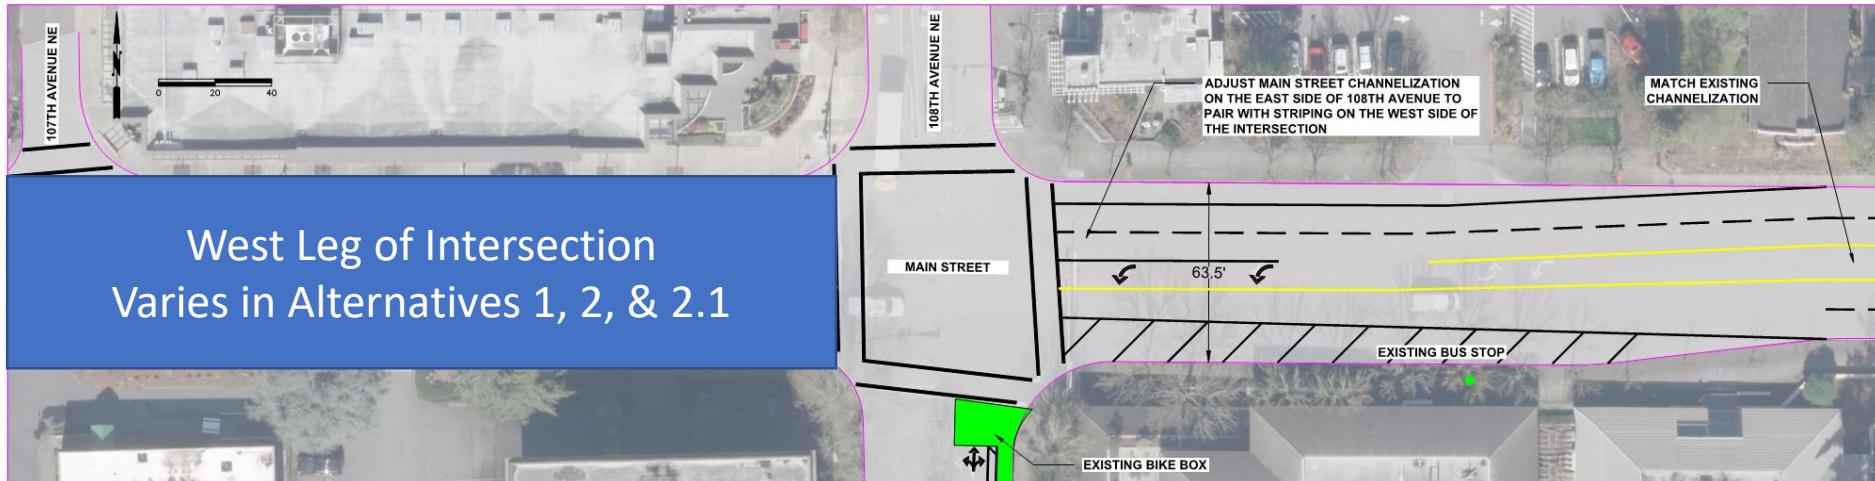 107TH AVENUE NE
N
0 20 40
108TH AVENUE NE
ADJUST MAIN STREET CHANNELIZATION
ON THE EAST SIDE OF 108TH AVENUE TO
PAIR WITH STRIPING ON THE WEST SIDE OF
THE INTERSECTION
MATCH EXISTING
CHANNELIZATION
West Leg of Intersection
Varies in Alternatives 1, 2, & 2.1
MAIN STREET
63.5'
EXISTING BUS STOP
EXISTING BIKE BOX